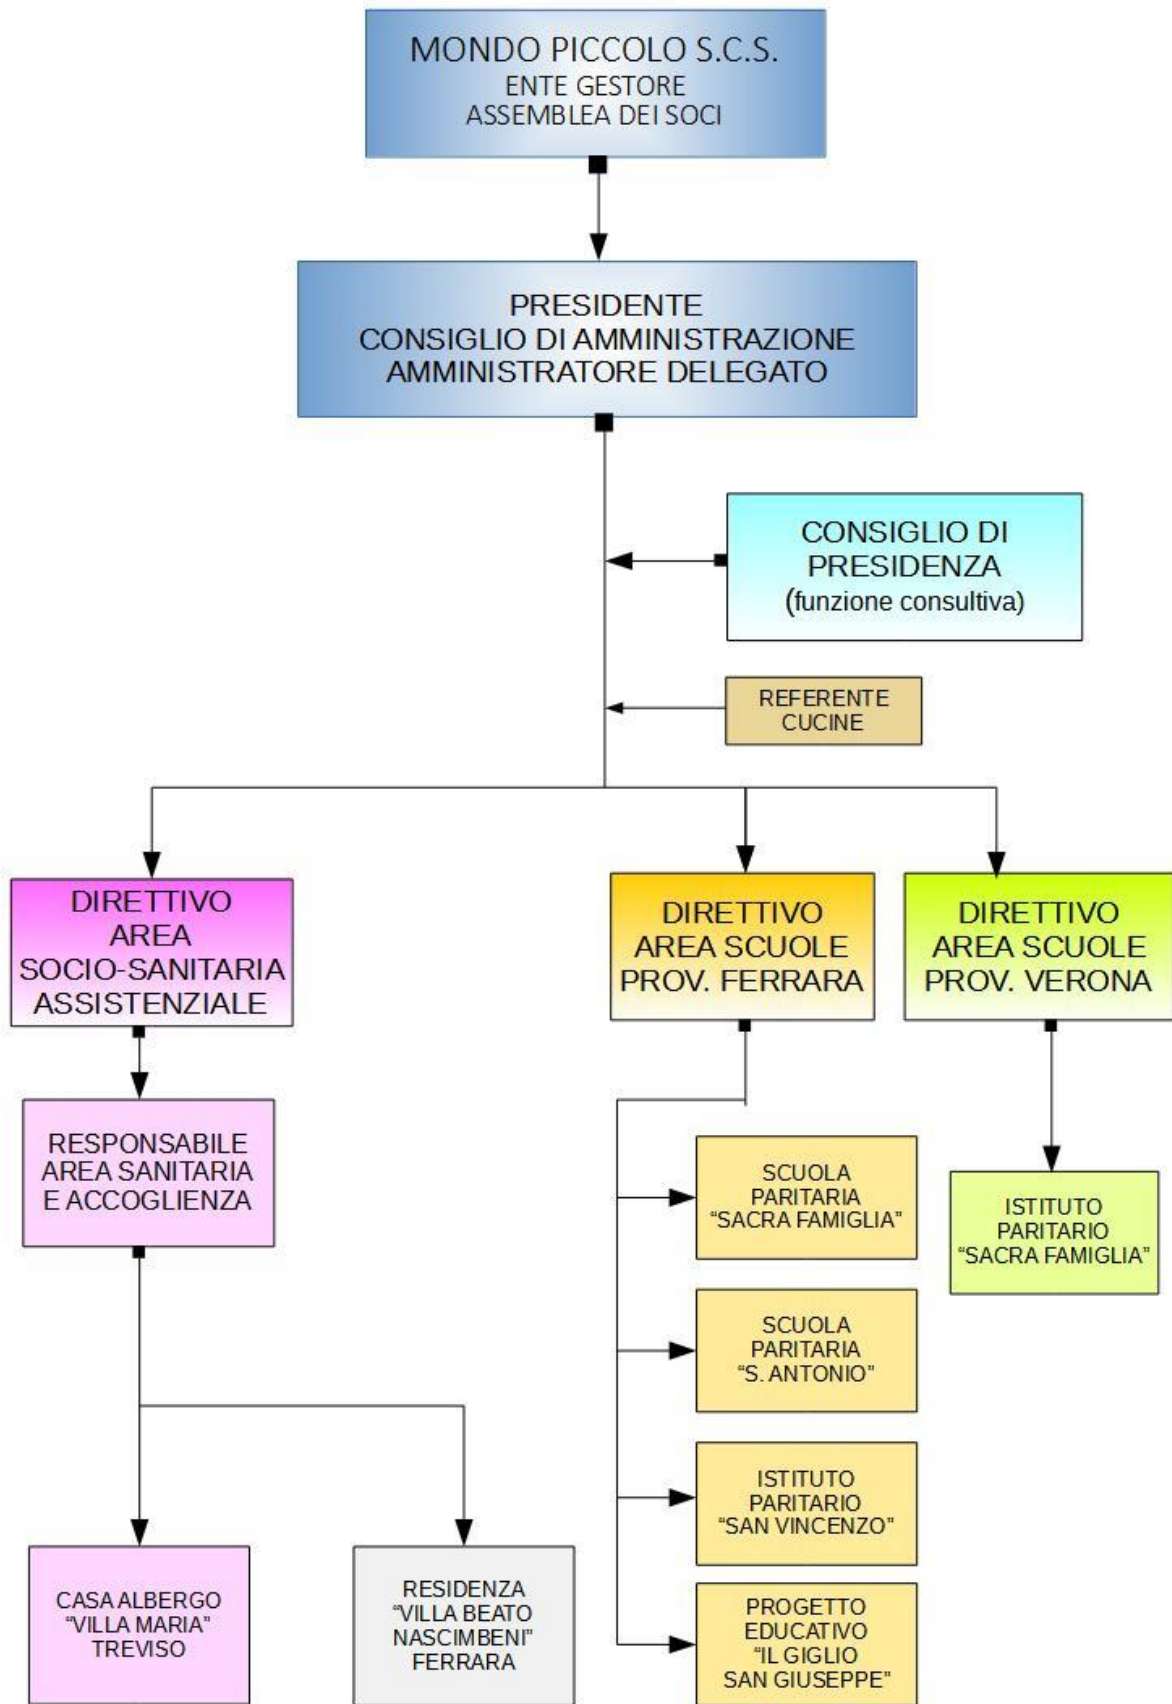 MONDO PICCOLO S.C.S.
ENTE GESTORE
ASSEMBLEA DEI SOCI
PRESIDENTE
CONSIGLIO DI AMMINISTRAZIONE
AMMINISTRATORE DELEGATO
CONSIGLIO DI
PRESIDENZA
(funzione consultiva)
REFERENTE
CUCINE
DIRETTIVO
AREA
SOCIO-SANITARIA
ASSISTENZIALE
DIRETTIVO
AREA SCUOLE
PROV. FERRARA
DIRETTIVO
AREA SCUOLE
PROV. VERONA
RESPONSABILE
AREA SANITARIA
E ACCOGLIENZA
SCUOLA
PARITARIA
“SACRA FAMIGLIA”
ISTITUTO
PARITARIO
“SACRA FAMIGLIA”
SCUOLA
PARITARIA
“S. ANTONIO”
ISTITUTO
PARITARIO
“SAN VINCENZO”
CASA ALBERGO
“VILLA MARIA”
TREVISO
RESIDENZA
“VILLA BEATO
NASCIMBENI”
FERRARA
PROGETTO
EDUCATIVO
“IL GIGLIO
SAN GIUSEPPE”